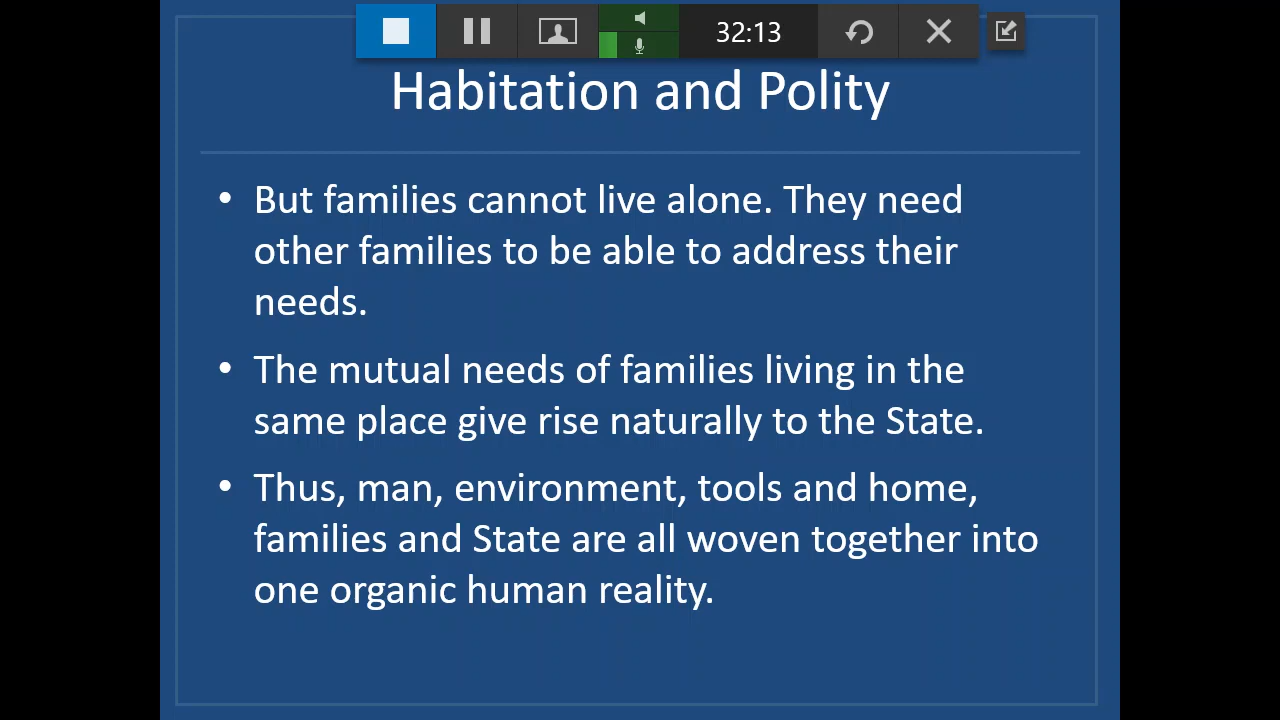 32:13
Habitation and Polity
• But families cannot live alone. They need
other families to be able to address their
needs.
• The mutual needs of families living in the
same place give rise naturally to the State.
• Thus, man, environment, tools and home,
families and State are all woven together into
one organic human reality.